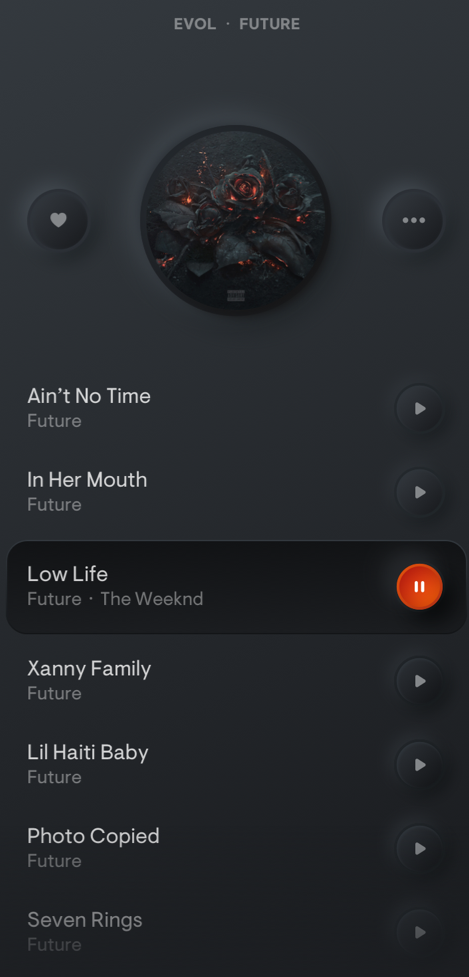 EVOL · FUTURE
Ain’t No Time
Future
In Her Mouth
Future
Low Life
Future · The Weeknd
Xanny Family
Future
Lil Haiti Baby
Future
Photo Copied
Future
Seven Rings
Future